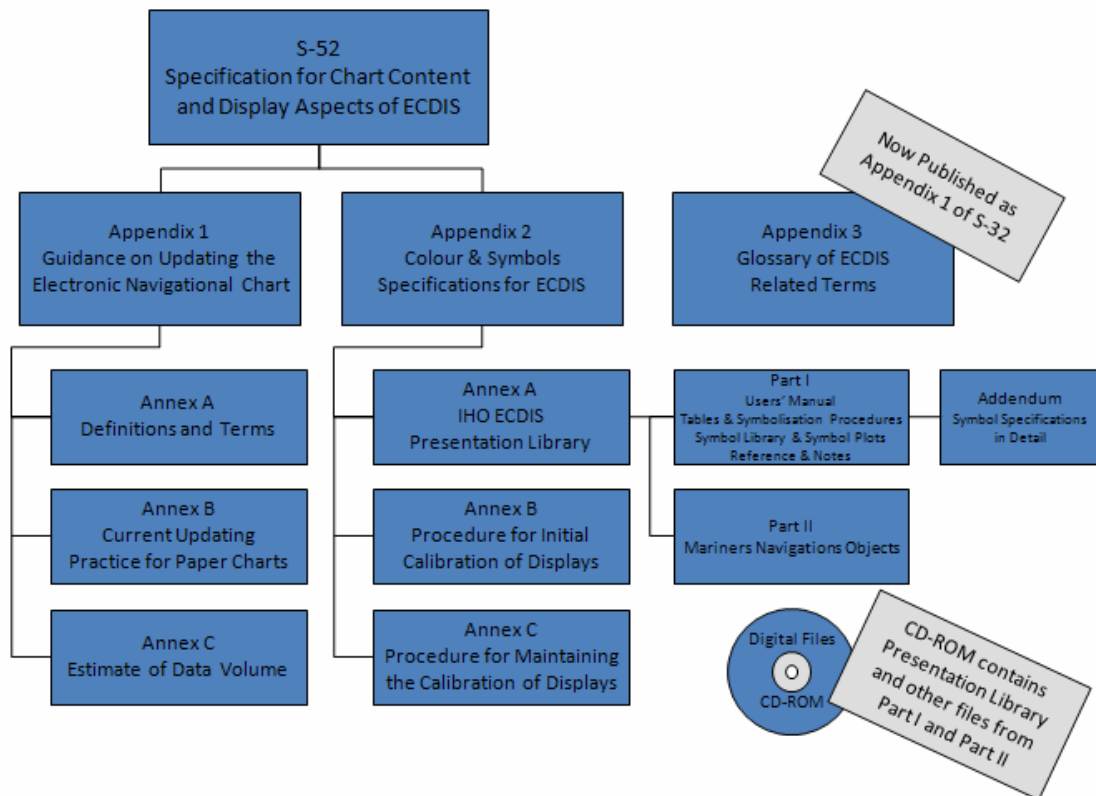 S-52
Specification for Chart Content
and Display Aspects of ECDIS
Now Published as
Appendix 1 of S-32
Appendix 1
Guidance on Updating the
Electronic Navigational Chart
Appendix 2
Colour & Symbols
Specifications for ECDIS
Appendix 3
Glossary of ECDIS
Related Terms
Annex A
Definitions and Terms
Annex A
IHO ECDIS
Presentation Library
Part I
Users' Manual
Tables & Symbolisation Procedures
Symbol Library & Symbol Plots
Reference & Notes
Addendum
Symbol Specifications
in Detail
Annex B
Current Updating
Practice for Paper Charts
Annex B
Procedure for Initial
Calibration of Displays
Part II
Mariners Navigations Objects
Annex C
Estimate of Data Volume
Annex C
Procedure for Maintaining
the Calibration of Displays
Digital Files
CD-ROM
CD-ROM contains
Presentation Library
and other files from
Part I and Part II